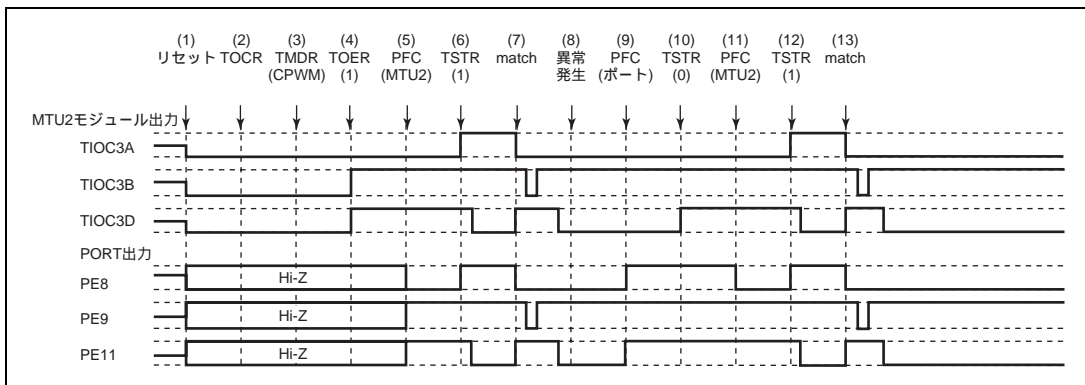 (1) (2) (3) (4) (5) (6) (7) (8) (9) (10) (11) (12) (13)
リセット TOCR TMDR TOER PFC TSTR match 異常 PFC TSTR PFC TSTR match
(CPWM) (1) (MTU2) (1) 発生 (ポート) (0) (MTU2) (1)
MTU2モジュール出力
TIOC3A
TIOC3B
TIOC3D
PORT出力
PE8 Hi-Z
PE9 Hi-Z
PE11 Hi-Z